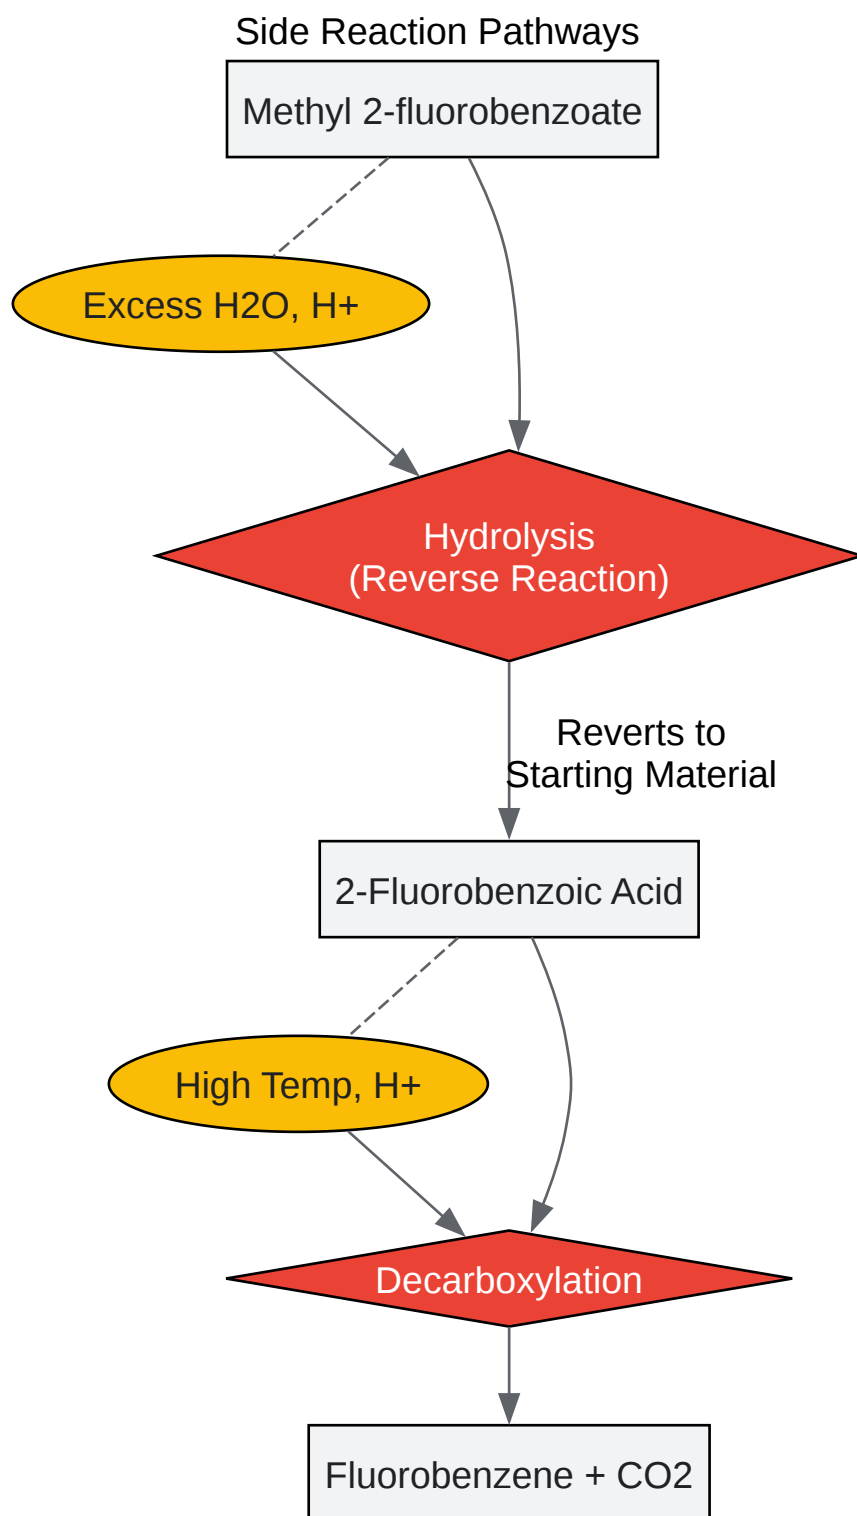 Side Reaction Pathways
Methyl 2-fluorobenzoate
Excess H2O, H+
Hydrolysis
(Reverse Reaction)
Reverts to
Starting Material
2-Fluorobenzoic Acid
High Temp, H+
Decarboxylation
Fluorobenzene + CO2